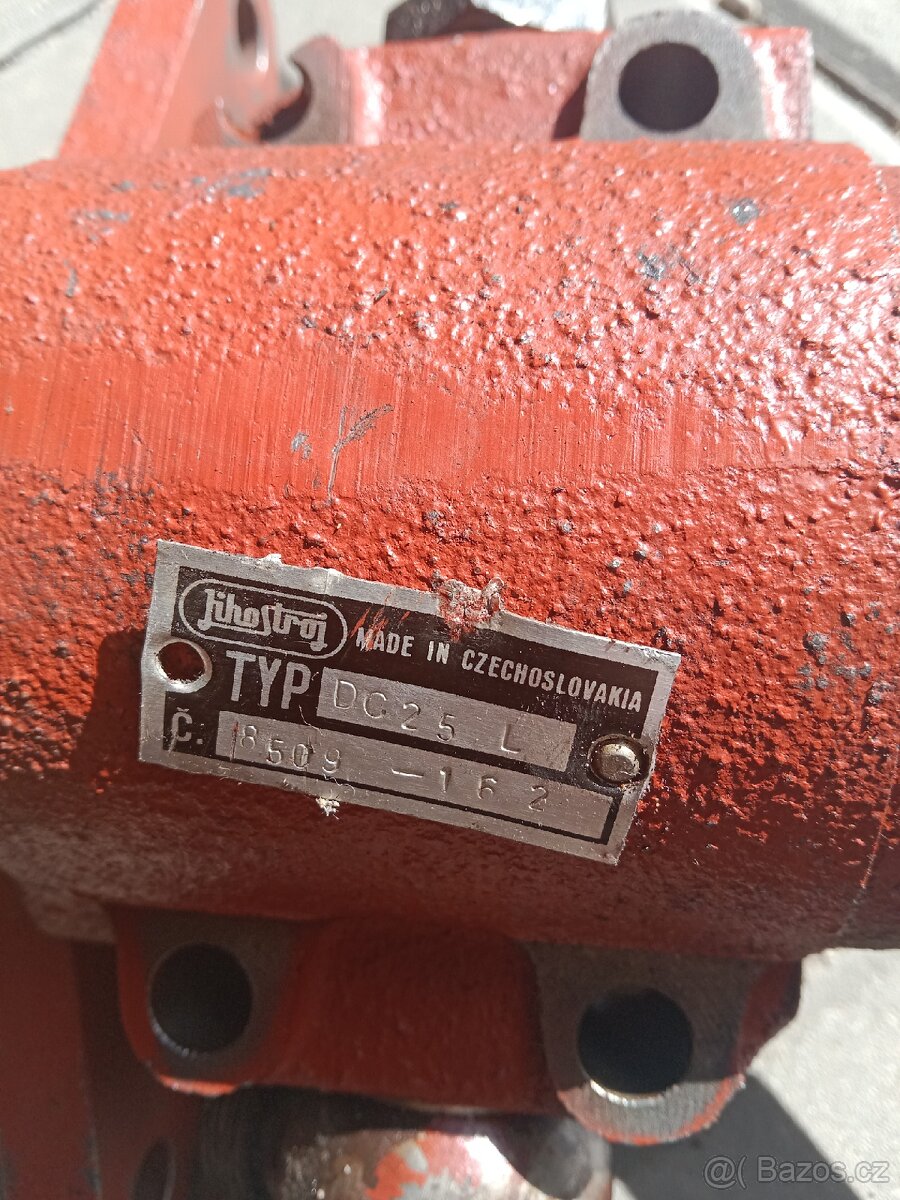 Jihostroj MADE IN CZECHOSLOVAKIA
TYP DC25 L
Č. 8509 -162
@( Bazos.cz